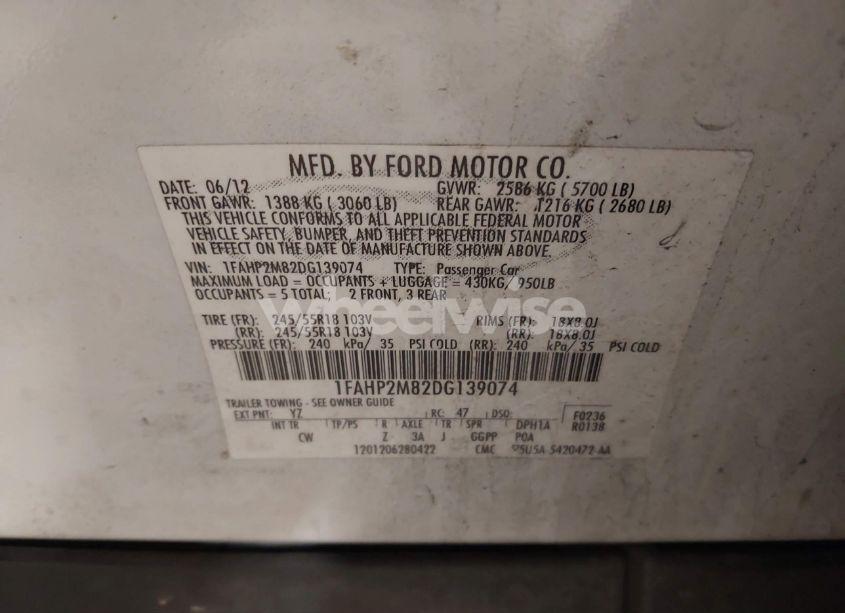 MFD. BY FORD MOTOR CO.
DATE: 06/12 GVWR: 2586 KG ( 5700 LB)
FRONT GAWR: 1388 KG ( 3060 LB) REAR GAWR: 1216 KG ( 2680 LB)
THIS VEHICLE CONFORMS TO ALL APPLICABLE FEDERAL MOTOR
VEHICLE SAFETY, BUMPER, AND THEFT PREVENTION STANDARDS
IN EFFECT ON THE DATE OF MANUFACTURE SHOWN ABOVE.
VIN: 1FAHP2M82DG139074 TYPE: Passenger Car
MAXIMUM LOAD = OCCUPANTS + LUGGAGE = 430KG/ 950LB
OCCUPANTS = 5 TOTAL; 2 FRONT, 3 REAR
wheelwise
TIRE (FR): 245/55R18 103V RIMS (FR): 18X8.0J
(RR): 245/55R18 103V (RR): 18X8.0J
PRESSURE (FR): 240 kPa/ 35 PSI COLD (RR): 240 kPa/ 35 PSI COLD
1FAHP2M82DG139074
TRAILER TOWING - SEE OWNER GUIDE
EXT PNT: YZ RC: 47 DSO: F0236
INT TR TP/PS R AXLE TR SPR DPH1A R0138
CW Z 3A J GGPP POA
1201206280422 CMC 5U5A-5420472-AA